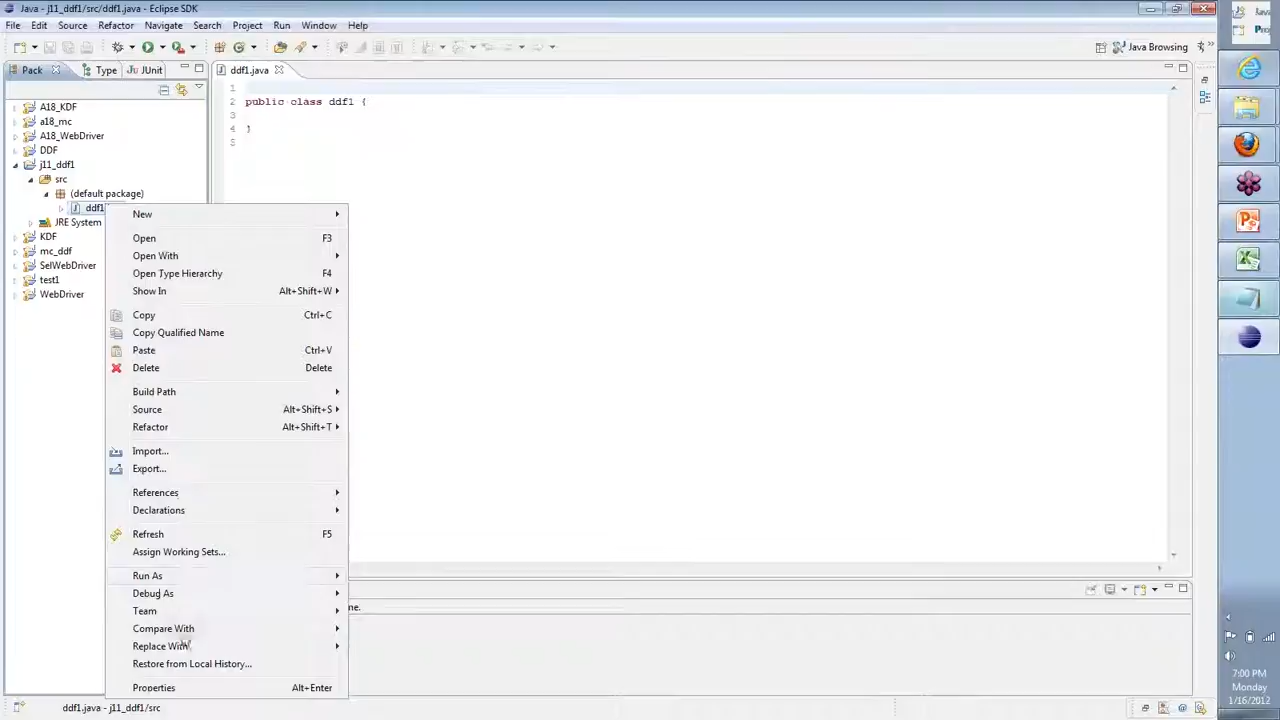 Java - j11_ddf1/src/ddf1.java - Eclipse SDK
File Edit Source Refactor Navigate Search Project Run Window Help
Java Browsing
Pack Type JUnit
ddf1.java
A18_KDF
a18_mc
A18_WebDriver
DDF
j11_ddf1
src
(default package)
ddf1
JRE System
KDF
mc_ddf
SelWebDriver
test1
WebDriver
1
2 public class ddf1 {
3
4 }
5
New
Open F3
Open With
Open Type Hierarchy F4
Show In Alt+Shift+W
Copy Ctrl+C
Copy Qualified Name
Paste Ctrl+V
Delete Delete
Build Path
Source Alt+Shift+S
Refactor Alt+Shift+T
Import...
Export...
References
Declarations
Refresh F5
Assign Working Sets...
Run As
Debug As
Team
Compare With
Replace With
Restore from Local History...
Properties Alt+Enter
ne.
ddf1.java - j11_ddf1/src
7:00 PM
Monday
1/16/2012